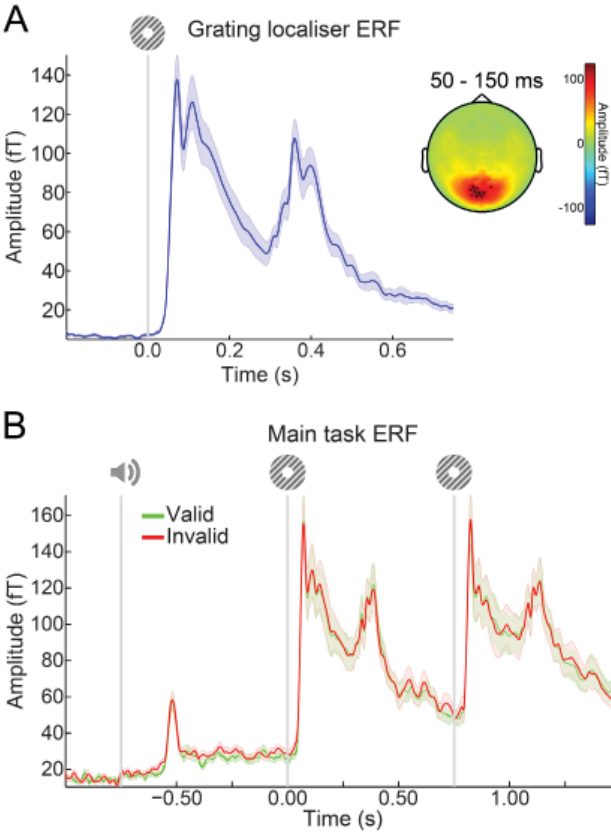 A
Grating localiser ERF
50 - 150 ms
140
120
100
80
60
40
20
Amplitude (fT)
0.0
0.2
0.4
0.6
Time (s)
100
0
-100
Amplitude (fT)
B
Main task ERF
Valid
Invalid
160
140
120
100
80
60
40
20
Amplitude (fT)
−0.50
0.00
0.50
1.00
Time (s)